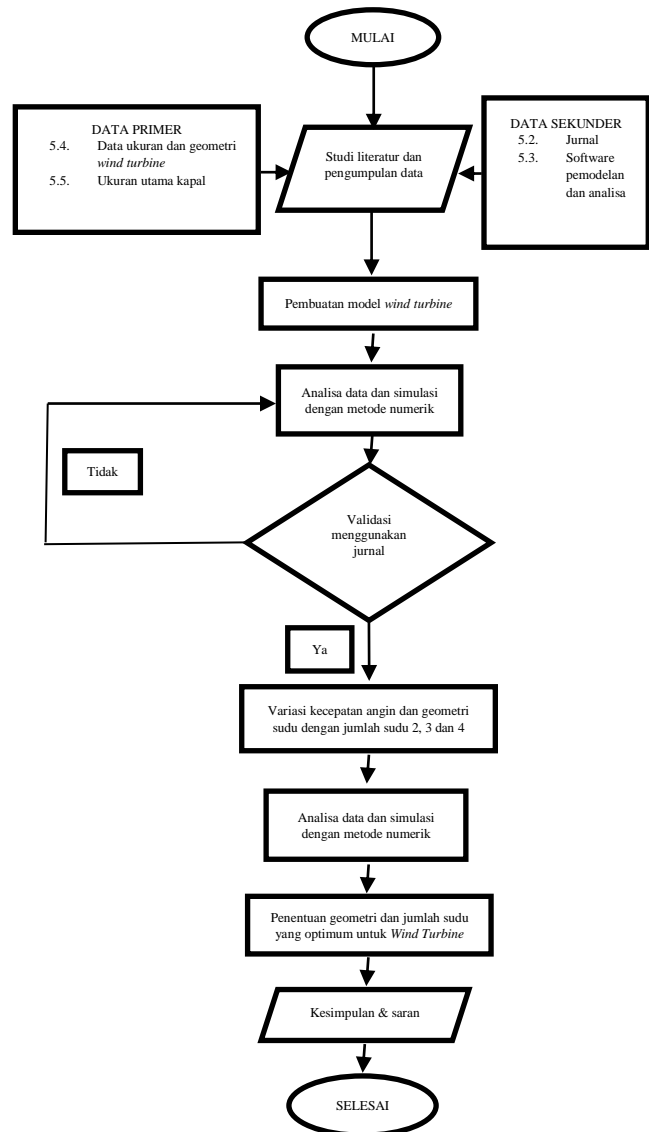 MULAI
DATA PRIMER
5.4. Data ukuran dan geometri
wind turbine
5.5. Ukuran utama kapal
Studi literatur dan
pengumpulan data
DATA SEKUNDER
5.2. Jurnal
5.3. Software
pemodelan
dan analisa
Pembuatan model wind turbine
Analisa data dan simulasi
dengan metode numerik
Tidak
Validasi
menggunakan
jurnal
Ya
Variasi kecepatan angin dan geometri
sudu dengan jumlah sudu 2, 3 dan 4
Analisa data dan simulasi
dengan metode numerik
Penentuan geometri dan jumlah sudu
yang optimum untuk Wind Turbine
Kesimpulan & saran
SELESAI